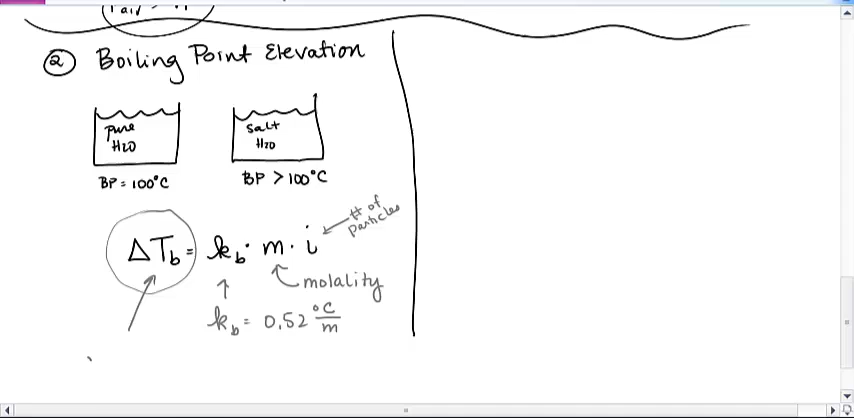 ② Boiling Point Elevation
Pure
H2O
Salt
H2O
BP = 100°C
BP > 100°C
# of
particles
ΔTb = kb · m · i
molality
kb = 0.52 °C/m